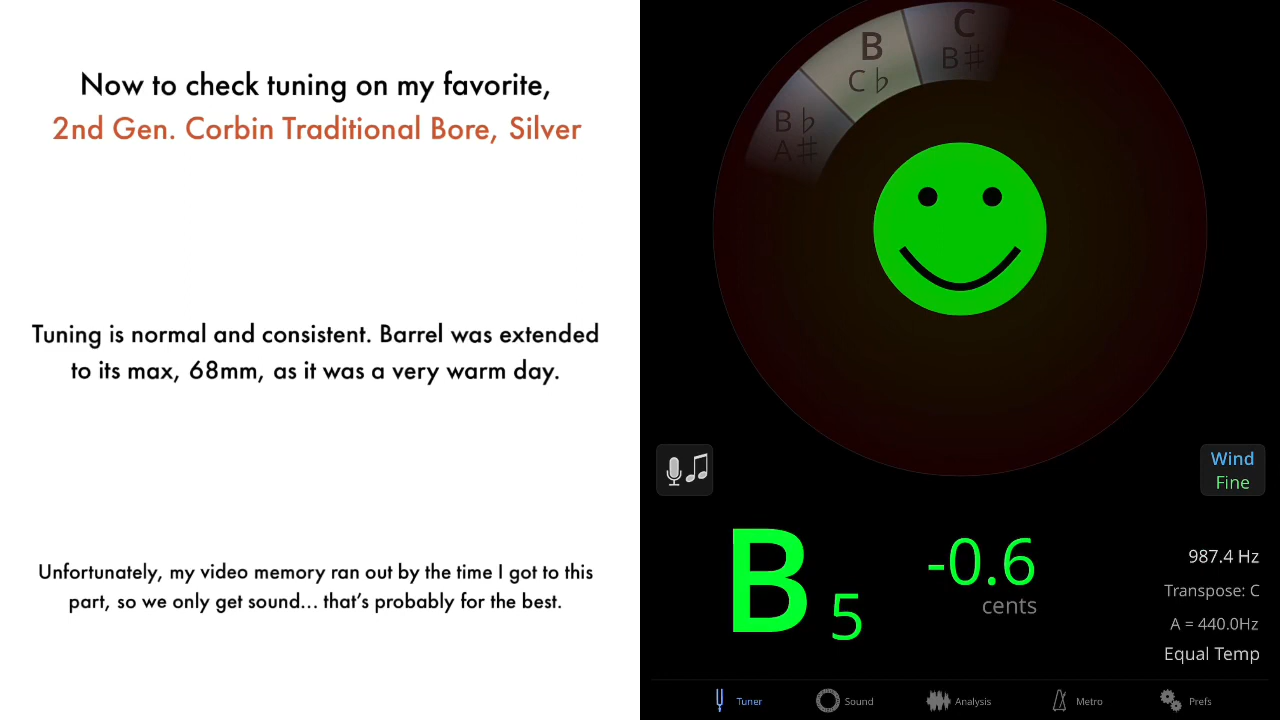 Now to check tuning on my favorite,
2nd Gen. Corbin Traditional Bore, Silver
Tuning is normal and consistent. Barrel was extended
to its max, 68mm, as it was a very warm day.
Unfortunately, my video memory ran out by the time I got to this
part, so we only get sound... that's probably for the best.
C
B♯
B
C♭
B♭
A♯
Wind
Fine
B5
-0.6
cents
987.4 Hz
Transpose: C
A = 440.0Hz
Equal Temp
Tuner
Sound
Analysis
Metro
Prefs